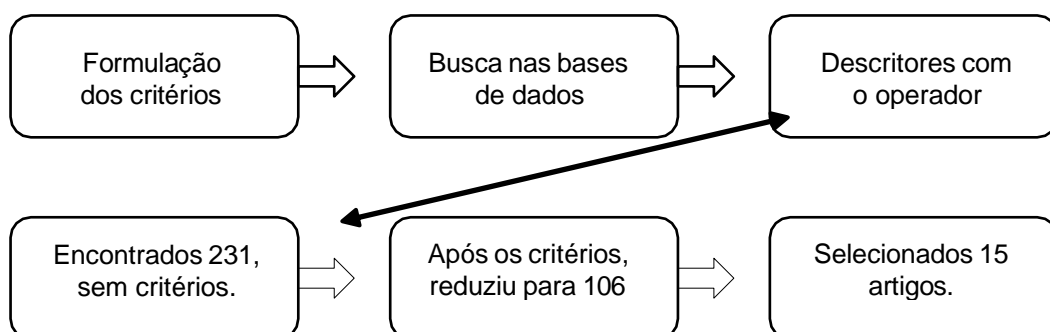 Formulação
dos critérios
Busca nas bases
de dados
Descritores com
o operador
Encontrados 231,
sem critérios.
Após os critérios,
reduziu para 106
Selecionados 15
artigos.